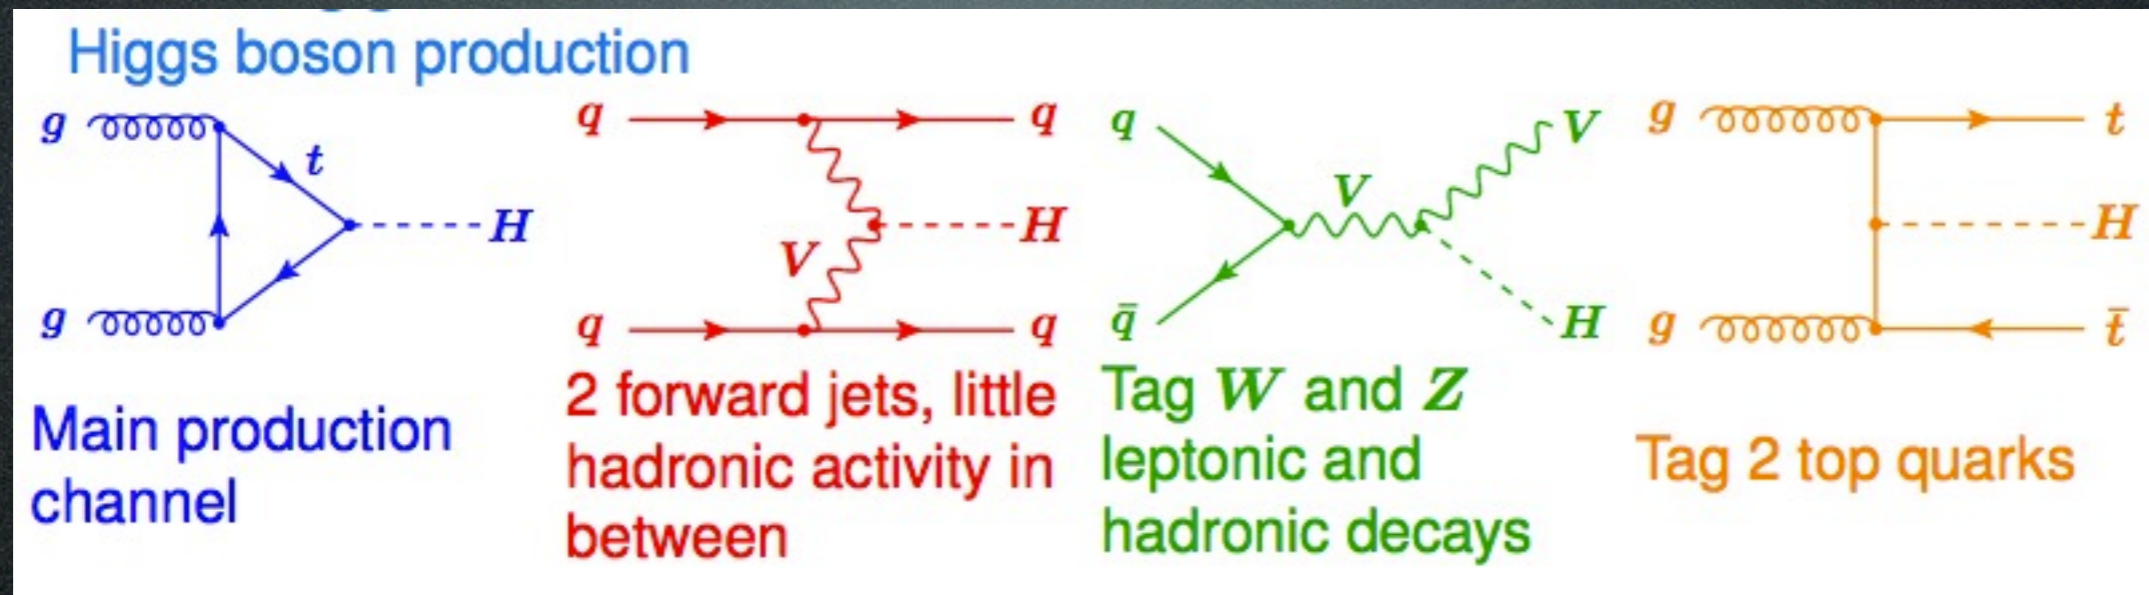 Higgs boson production
g
t
H
g
Main production
channel
q
q
V
H
q
q
2 forward jets, little
hadronic activity in
between
q
V
V
q̄
H
Tag W and Z
leptonic and
hadronic decays
g
t
H
g
t̄
Tag 2 top quarks